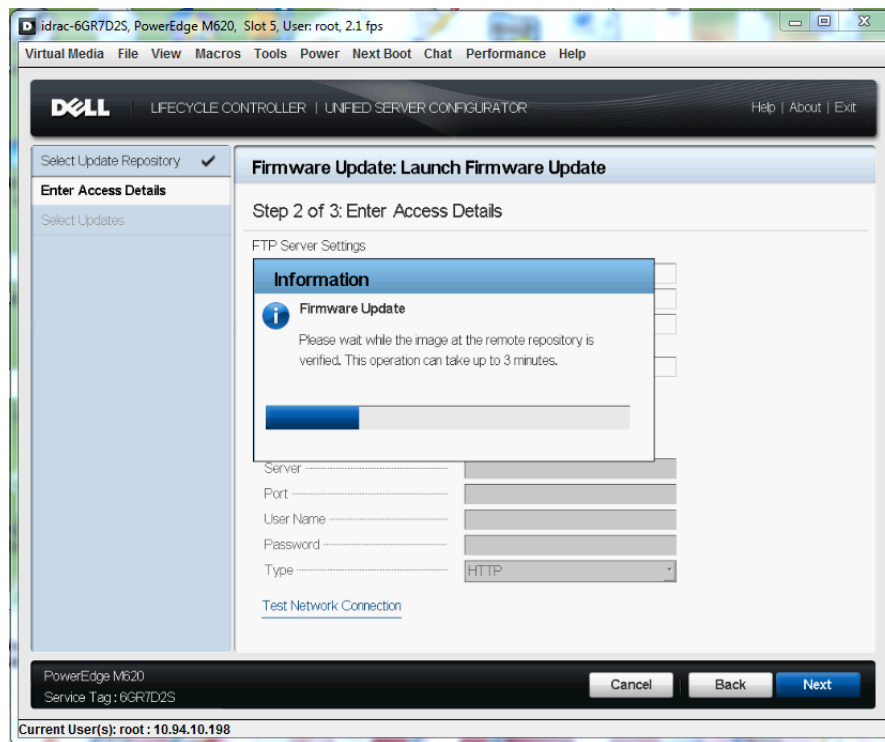 idrac-6GR7D2S, PowerEdge M620, Slot 5, User: root, 2.1 fps
Virtual Media File View Macros Tools Power Next Boot Chat Performance Help
DELL LIFECYCLE CONTROLLER | UNIFIED SERVER CONFIGURATOR Help | About | Exit
Select Update Repository
Enter Access Details
Select Updates
Firmware Update: Launch Firmware Update
Step 2 of 3: Enter Access Details
FTP Server Settings
Information
Firmware Update
Please wait while the image at the remote repository is
verified. This operation can take up to 3 minutes.
Server
Port
User Name
Password
Type HTTP
Test Network Connection
PowerEdge M620
Service Tag : 6GR7D2S
Cancel Back Next
Current User(s): root : 10.94.10.198